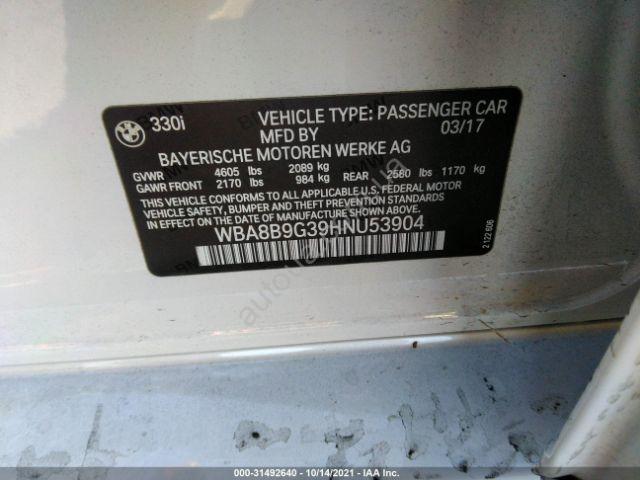 330i
VEHICLE TYPE: PASSENGER CAR
MFD BY 03/17
BAYERISCHE MOTOREN WERKE AG
GVWR 4605 lbs 2089 kg
GAWR FRONT 2170 lbs 984 kg REAR 2580 lbs 1170 kg
THIS VEHICLE CONFORMS TO ALL APPLICABLE U.S. FEDERAL MOTOR
VEHICLE SAFETY, BUMPER, AND THEFT PREVENTION STANDARDS
IN EFFECT ON THE DATE OF MANUFACTURE SHOWN ABOVE.
WBA8B9G39HNU53904
2 122 606
000-31492640 - 10/14/2021 - IAA Inc.